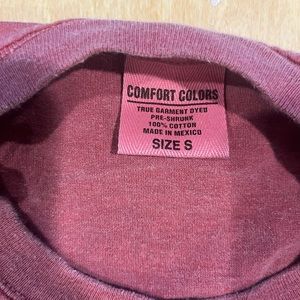 COMFORT COLORS
TRUE GARMENT DYED
PRE-SHRUNK
100% COTTON
MADE IN MEXICO
SIZE S